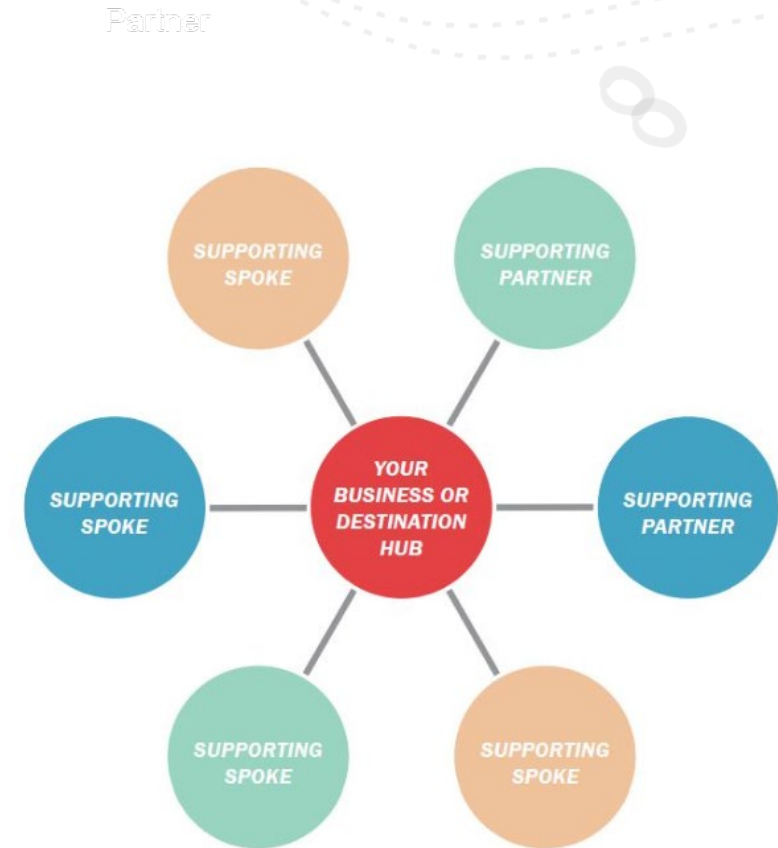 Partner
SUPPORTING
SPOKE
SUPPORTING
PARTNER
SUPPORTING
SPOKE
YOUR
BUSINESS OR
DESTINATION
HUB
SUPPORTING
PARTNER
SUPPORTING
SPOKE
SUPPORTING
SPOKE